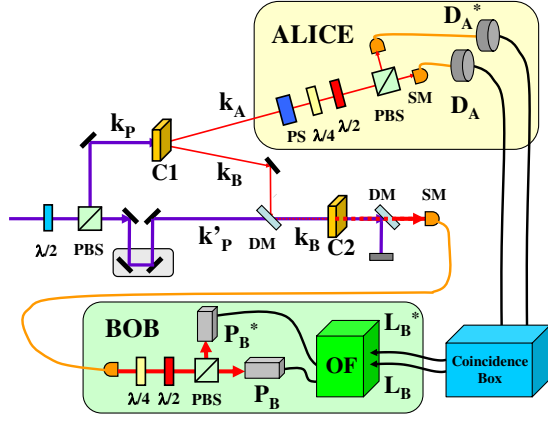 ALICE
D_A^*
D_A
k_A
PS
λ/4
λ/2
PBS
SM
k_P
C1
k_B
λ/2
PBS
k'_P
DM
k_B
C2
DM
SM
BOB
P_B^*
λ/4
λ/2
PBS
P_B
OF
L_B^*
L_B
Coincidence
Box